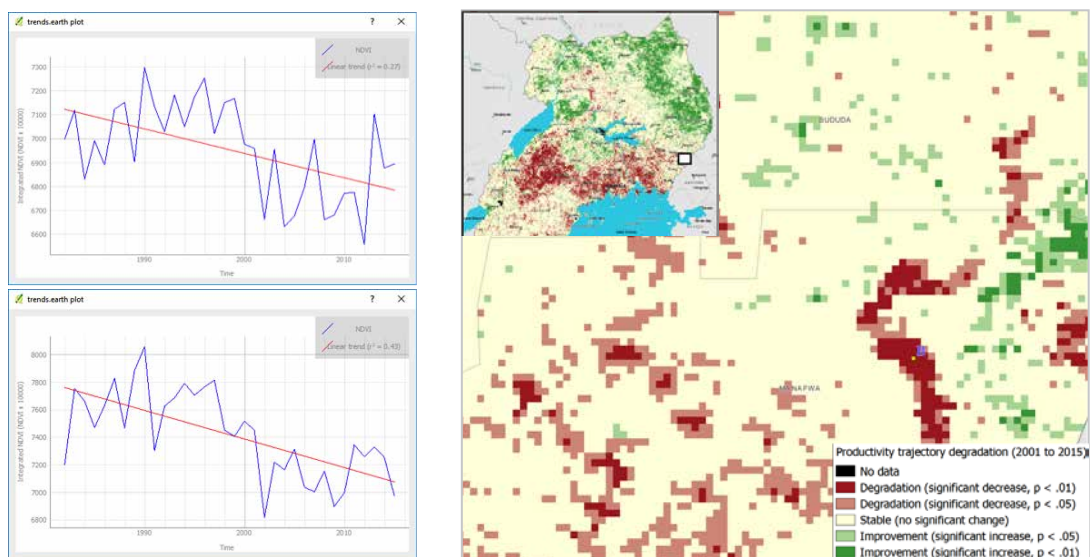 trends.earth plot
NDVI
Linear trend (r² = 0.27)
Integrated NDVI (NDVI x 10000)
7300
7200
7100
7000
6900
6800
6700
6600
1990
2000
2010
Time
trends.earth plot
NDVI
Linear trend (r² = 0.43)
Integrated NDVI (NDVI x 10000)
8000
7800
7600
7400
7200
7000
6800
1990
2000
2010
Time
BUDUDA
MANAFWA
Productivity trajectory degradation (2001 to 2015)
No data
Degradation (significant decrease, p < .01)
Degradation (significant decrease, p < .05)
Stable (no significant change)
Improvement (significant increase, p < .05)
Improvement (significant increase, p < .01)